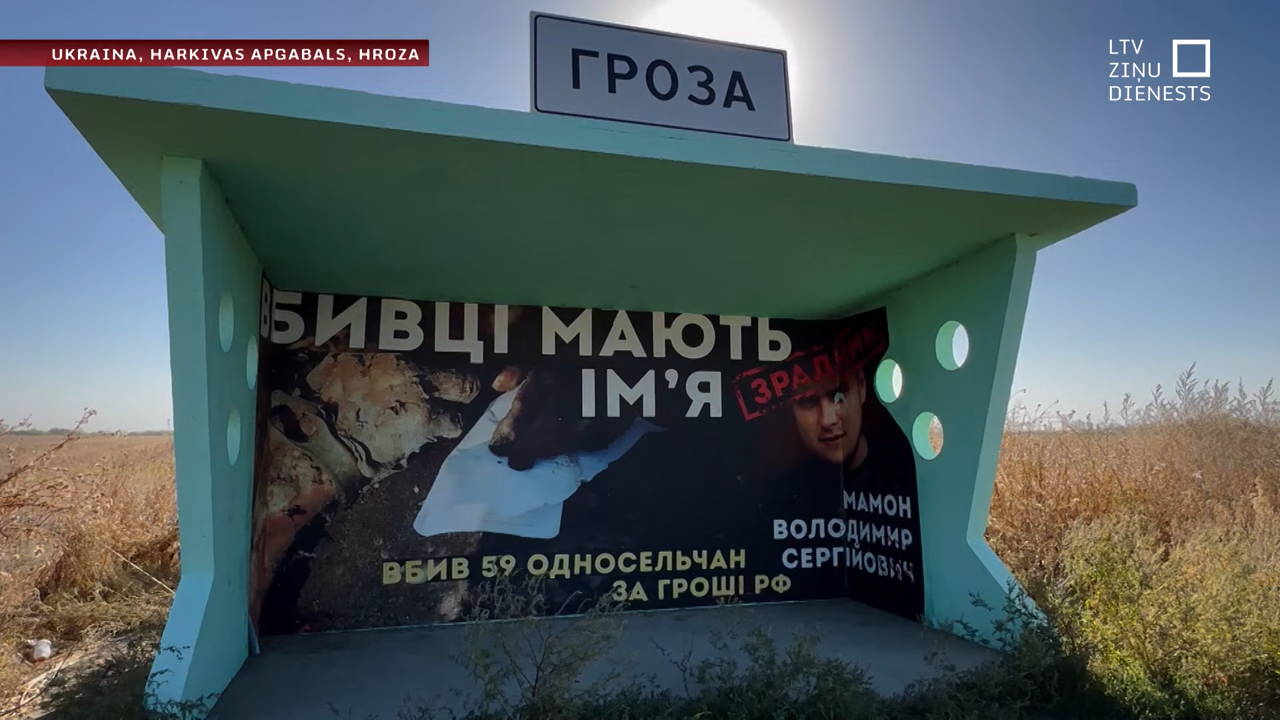 UKRAINA, HARKIVAS APGABALS, HROZA
LTV
ZIŅU
DIENESTS
ГРОЗА
ВБИВЦІ МАЮТЬ
ІМ’Я
МАМОН
ВОЛОДИМИР
СЕРГІЙОВИЧ
ВБИВ 59 ОДНОСЕЛЬЧАН
ЗА ГРОШІ РФ